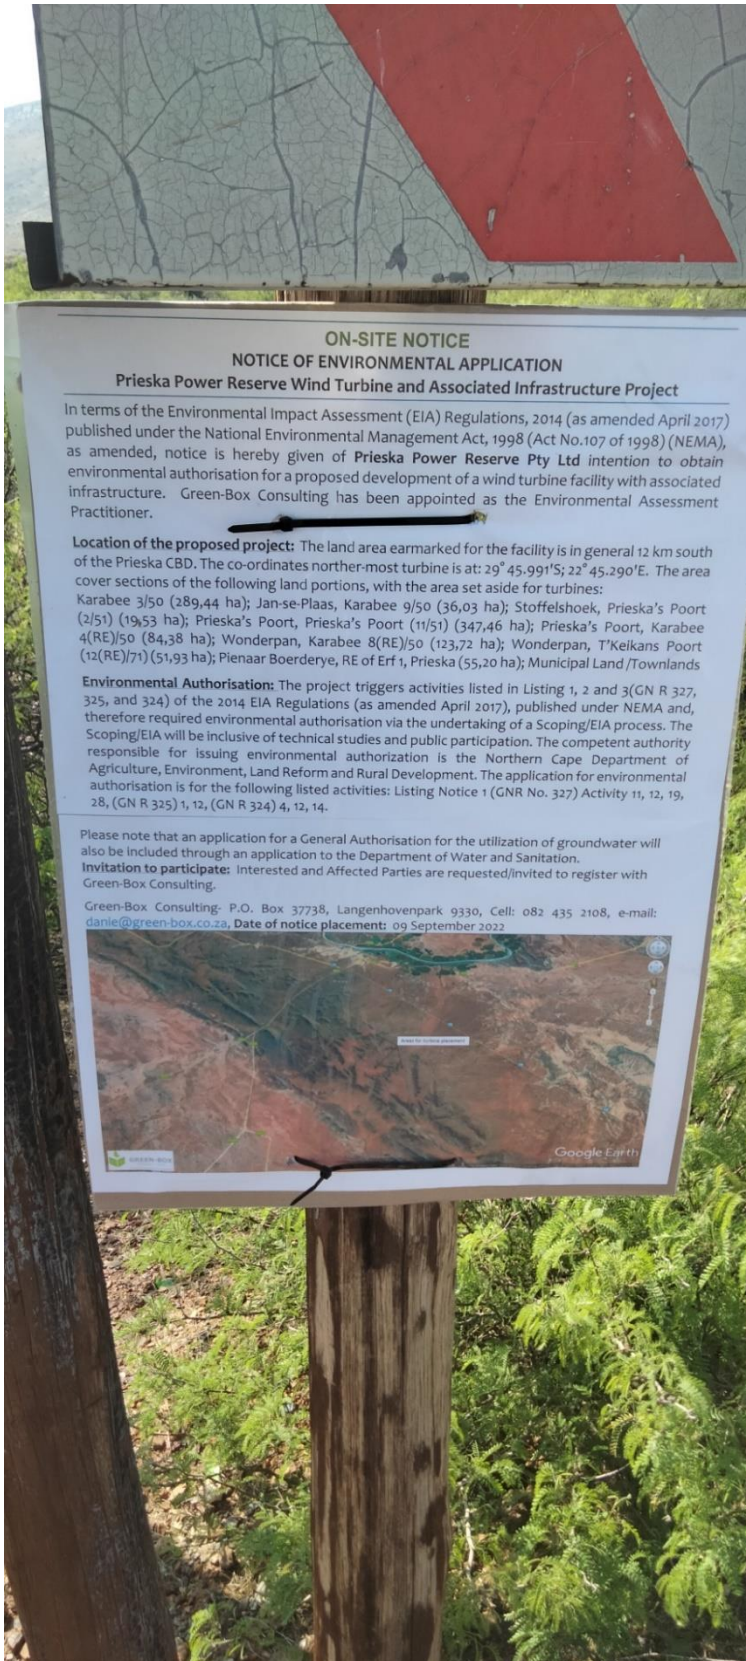 ON-SITE NOTICE
NOTICE OF ENVIRONMENTAL APPLICATION
Prieska Power Reserve Wind Turbine and Associated Infrastructure Project
In terms of the Environmental Impact Assessment (EIA) Regulations, 2014 (as amended April 2017)
published under the National Environmental Management Act, 1998 (Act No.107 of 1998) (NEMA),
as amended, notice is hereby given of Prieska Power Reserve Pty Ltd intention to obtain
environmental authorisation for a proposed development of a wind turbine facility with associated
infrastructure. Green-Box Consulting has been appointed as the Environmental Assessment
Practitioner.
Location of the proposed project: The land area earmarked for the facility is in general 12 km south
of the Prieska CBD. The co-ordinates norther-most turbine is at: 29° 45.991'S; 22° 45.290'E. The area
cover sections of the following land portions, with the area set aside for turbines:
Karabee 3/50 (289,44 ha); Jan-se-Plaas, Karabee 9/50 (36,03 ha); Stoffelshoek, Prieska's Poort
(2/51) (19,53 ha); Prieska's Poort, Prieska's Poort (11/51) (347,46 ha); Prieska's Poort, Karabee
4(RE)/50 (84,38 ha); Wonderpan, Karabee 8(RE)/50 (123,72 ha); Wonderpan, T'Keikans Poort
(12(RE)/71) (51,93 ha); Pienaar Boerderye, RE of Erf 1, Prieska (55,20 ha); Municipal Land /Townlands
Environmental Authorisation: The project triggers activities listed in Listing 1, 2 and 3(GN R 327,
325, and 324) of the 2014 EIA Regulations (as amended April 2017), published under NEMA and,
therefore required environmental authorisation via the undertaking of a Scoping/EIA process. The
Scoping/EIA will be inclusive of technical studies and public participation. The competent authority
responsible for issuing environmental authorization is the Northern Cape Department of
Agriculture, Environment, Land Reform and Rural Development. The application for environmental
authorisation is for the following listed activities: Listing Notice 1 (GNR No. 327) Activity 11, 12, 19,
28, (GN R 325) 1, 12, (GN R 324) 4, 12, 14.
Please note that an application for a General Authorisation for the utilization of groundwater will
also be included through an application to the Department of Water and Sanitation.
Invitation to participate: Interested and Affected Parties are requested/invited to register with
Green-Box Consulting.
Green-Box Consulting- P.O. Box 37738, Langenhovenpark 9330, Cell: 082 435 2108, e-mail:
danie@green-box.co.za, Date of notice placement: 09 September 2022
Areas for turbine placement
GREEN-BOX
Google Earth